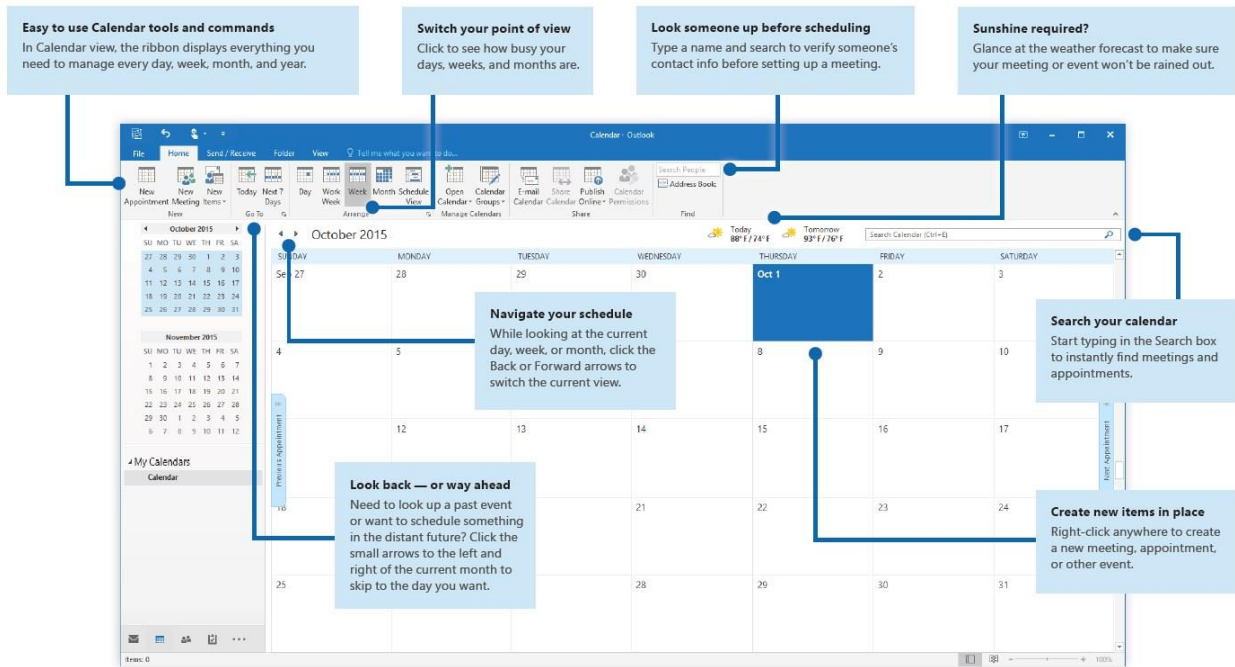 Easy to use Calendar tools and commands
In Calendar view, the ribbon displays everything you
need to manage every day, week, month, and year.
Switch your point of view
Click to see how busy your
days, weeks, and months are.
Look someone up before scheduling
Type a name and search to verify someone's
contact info before setting up a meeting.
Sunshine required?
Glance at the weather forecast to make sure
your meeting or event won't be rained out.
Calendar - Outlook
File Home Send / Receive Folder View Tell me what you want to do...
New Appointment
New Meeting
New Items
New
Today
Next 7 Days
Go To
Day
Work Week
Week
Month
Schedule View
Arrange
Open Calendar
Calendar Groups
Manage Calendars
E-mail Calendar
Share Calendar
Publish Online
Calendar Permissions
Share
Search People
Address Book
Find
October 2015
SU MO TU WE TH FR SA
27 28 29 30 1 2 3
4 5 6 7 8 9 10
11 12 13 14 15 16 17
18 19 20 21 22 23 24
25 26 27 28 29 30 31
November 2015
SU MO TU WE TH FR SA
1 2 3 4 5 6 7
8 9 10 11 12 13 14
15 16 17 18 19 20 21
22 23 24 25 26 27 28
29 30 1 2 3 4 5
6 7 8 9 10 11 12
My Calendars
Calendar
October 2015
Today
88° F / 74° F
Tomorrow
93° F / 76° F
Search Calendar (Ctrl+E)
SUNDAY MONDAY TUESDAY WEDNESDAY THURSDAY FRIDAY SATURDAY
Sep 27 28 29 30 Oct 1 2 3
Navigate your schedule
While looking at the current
day, week, or month, click the
Back or Forward arrows to
switch the current view.
Search your calendar
Start typing in the Search box
to instantly find meetings and
appointments.
4 5 8 9 10
Previous Appointment
Next Appointment
12 13 14 15 16 17
Look back — or way ahead
Need to look up a past event
or want to schedule something
in the distant future? Click the
small arrows to the left and
right of the current month to
skip to the day you want.
18 21 22 23 24
Create new items in place
Right-click anywhere to create
a new meeting, appointment,
or other event.
25 28 29 30 31
Items: 0
100%